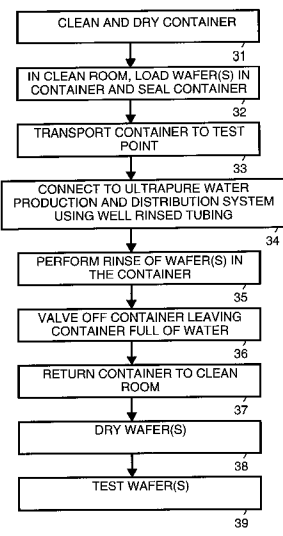 CLEAN AND DRY CONTAINER
31
IN CLEAN ROOM, LOAD WAFER(S) IN
CONTAINER AND SEAL CONTAINER
32
TRANSPORT CONTAINER TO TEST
POINT
33
CONNECT TO ULTRAPURE WATER
PRODUCTION AND DISTRIBUTION SYSTEM
USING WELL RINSED TUBING
34
PERFORM RINSE OF WAFER(S) IN
THE CONTAINER
35
VALVE OFF CONTAINER LEAVING
CONTAINER FULL OF WATER
36
RETURN CONTAINER TO CLEAN
ROOM
37
DRY WAFER(S)
38
TEST WAFER(S)
39